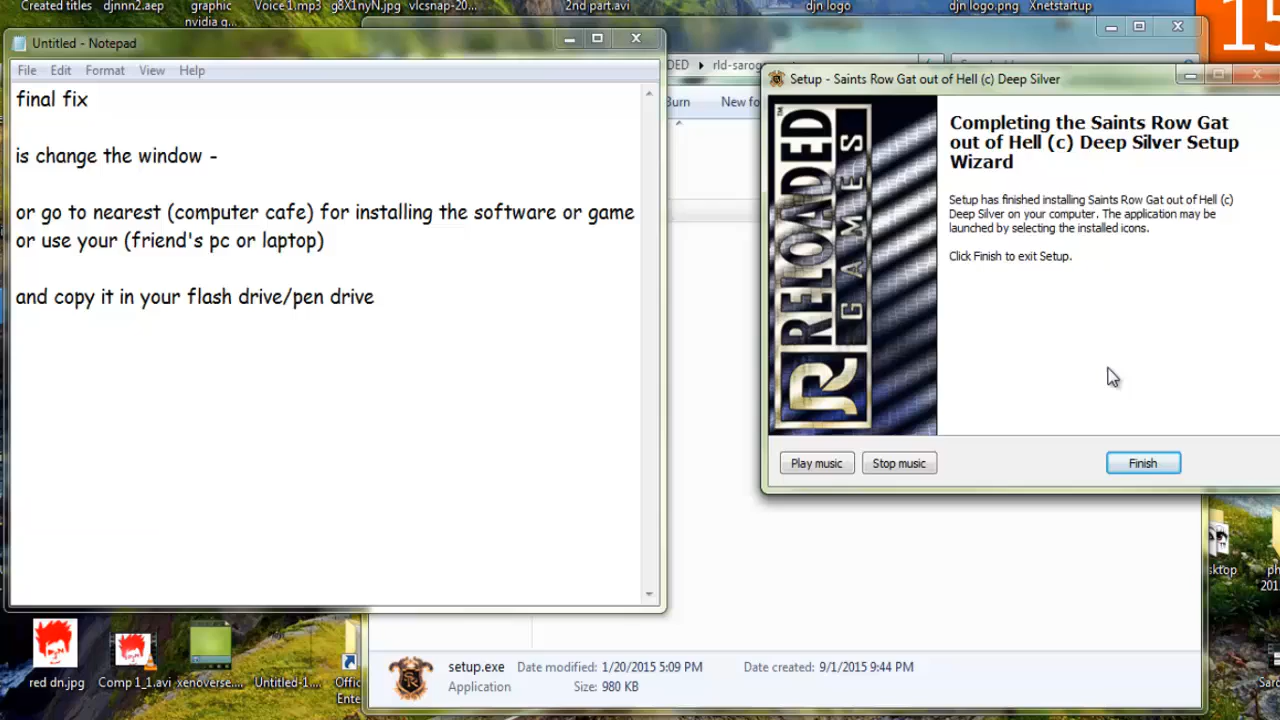 Created titles
djnnn2.aep
graphic
nvidia g...
Voice 1.mp3
g8X1nyN.jpg
vlcsnap-20...
2nd part.avi
djn logo
djn logo.png
Xnetstartup
15
Untitled - Notepad
File Edit Format View Help
final fix
is change the window -
or go to nearest (computer cafe) for installing the software or game
or use your (friend's pc or laptop)
and copy it in your flash drive/pen drive
DED
rld-sarog
Burn
New fo
Setup - Saints Row Gat out of Hell (c) Deep Silver
RELOADED
GAMES
Completing the Saints Row Gat
out of Hell (c) Deep Silver Setup
Wizard
Setup has finished installing Saints Row Gat out of Hell (c)
Deep Silver on your computer. The application may be
launched by selecting the installed icons.
Click Finish to exit Setup.
Play music
Stop music
Finish
red dn.jpg
Comp 1_1.avi
xenoverse....
Untitled-1....
Offic
Ente
setup.exe
Application
Date modified: 1/20/2015 5:09 PM
Size: 980 KB
Date created: 9/1/2015 9:44 PM
sktop
ph
201